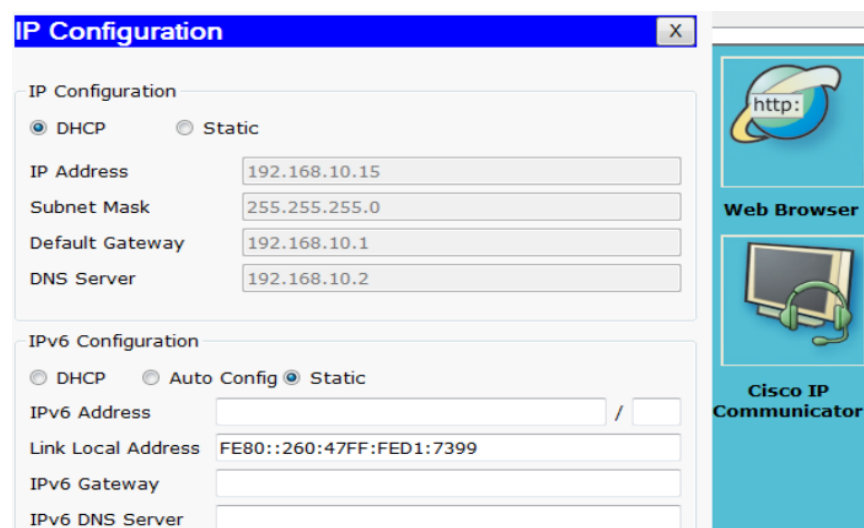 IP Configuration
X
IP Configuration
DHCP Static
IP Address 192.168.10.15
Subnet Mask 255.255.255.0
Default Gateway 192.168.10.1
DNS Server 192.168.10.2
IPv6 Configuration
DHCP Auto Config Static
IPv6 Address /
Link Local Address FE80::260:47FF:FED1:7399
IPv6 Gateway
IPv6 DNS Server
http:
Web Browser
Cisco IP
Communicator